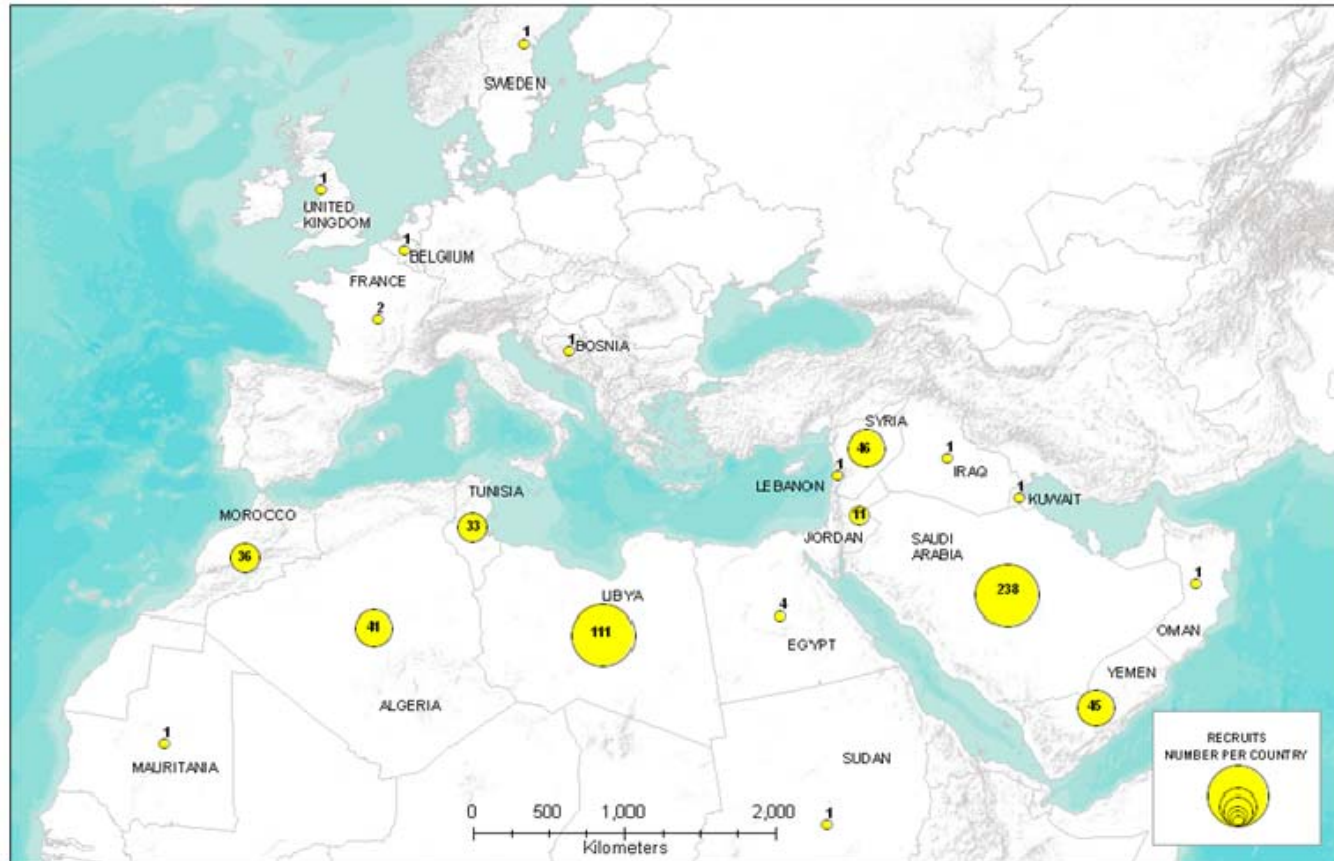 1
SWEDEN
1
UNITED
KINGDOM
1
BELGIIUM
FRANCE
2
1
BOSNIA
SYRIA
46
1
LEBANON
1
IRAQ
1
KUWAIT
TUNISIA
33
11
JORDAN
MOROCCO
36
SAUDI
ARABIA
238
1
OMAN
LIBYA
111
4
EGYPT
41
ALGERIA
YEMEN
45
1
MAURITANIA
SUDAN
1
0 500 1,000 2,000
Kilometers
RECRUITS
NUMBER PER COUNTRY